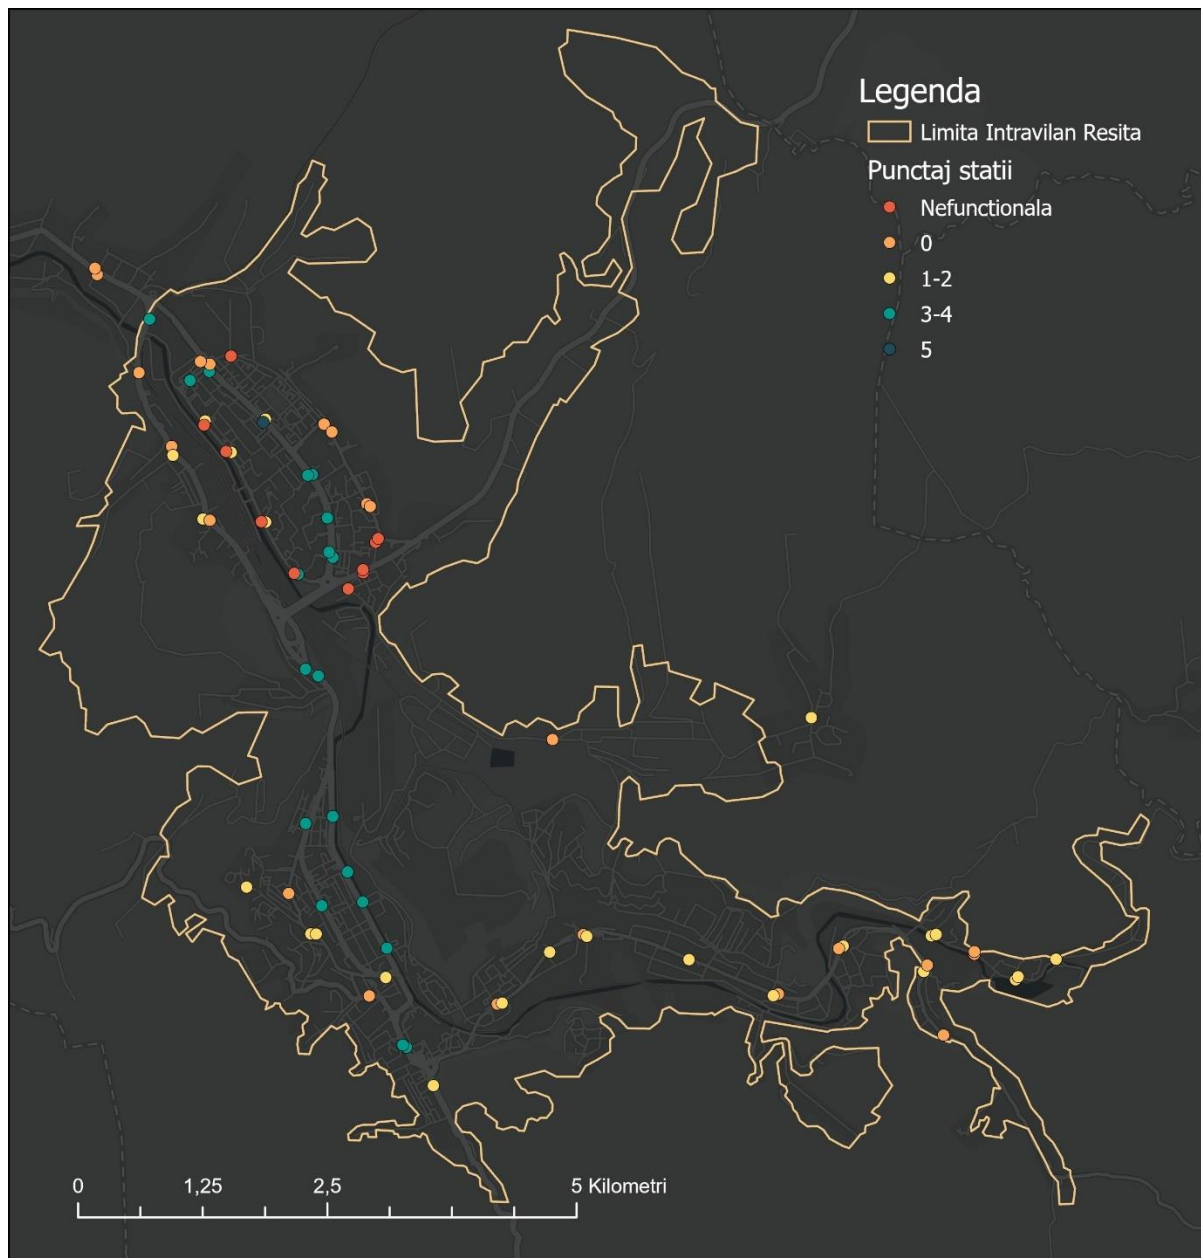 Legenda
Limita Intravilan Resita
Punctaj statii
Nefunctionala
0
1-2
3-4
5
0 1,25 2,5 5 Kilometri